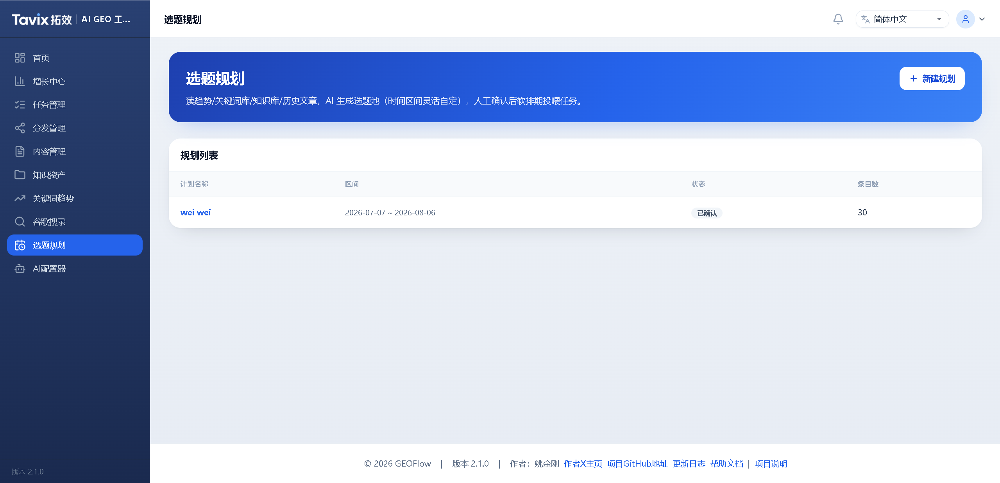 Tavix 拓效 | AI GEO 工...
选题规划
简体中文
首页
增长中心
任务管理
分发管理
内容管理
知识资产
关键词趋势
谷歌搜录
选题规划
AI配置器
版本 2.1.0
选题规划
+ 新建规划
读趋势/关键词库/知识库/历史文章，AI 生成选题池（时间区间灵活自定），人工确认后软排期投喂任务。
规划列表
计划名称 区间 状态 条目数
wei wei 2026-07-07 ~ 2026-08-06 已确认 30
© 2026 GEOFlow | 版本 2.1.0 | 作者：姚金刚 作者X主页 项目GitHub地址 更新日志 帮助文档 | 项目说明